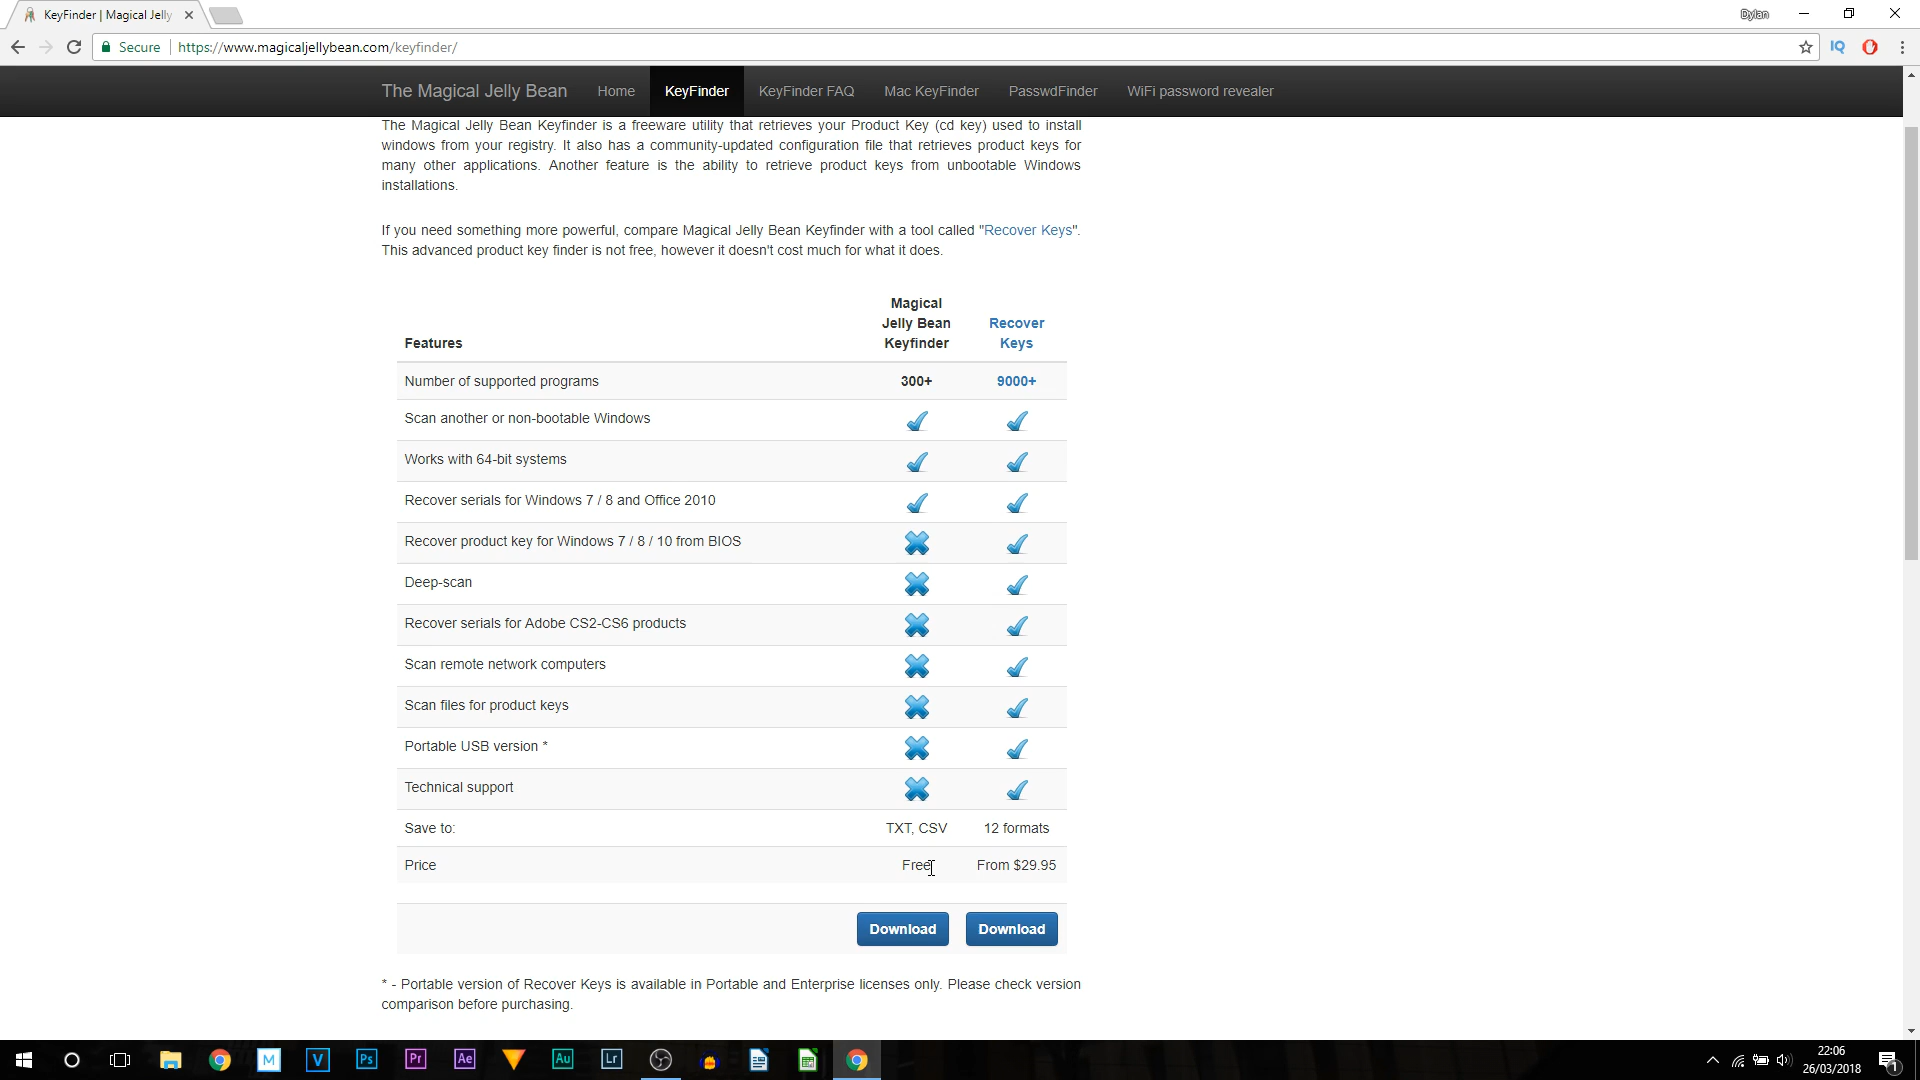 KeyFinder | Magical Jelly
Dylan
Secure https://www.magicaljellybean.com/keyfinder/
IQ
The Magical Jelly Bean Home KeyFinder KeyFinder FAQ Mac KeyFinder PasswdFinder WiFi password revealer
The Magical Jelly Bean Keyfinder is a freeware utility that retrieves your Product Key (cd key) used to install
windows from your registry. It also has a community-updated configuration file that retrieves product keys for
many other applications. Another feature is the ability to retrieve product keys from unbootable Windows
installations.
If you need something more powerful, compare Magical Jelly Bean Keyfinder with a tool called "Recover Keys".
This advanced product key finder is not free, however it doesn't cost much for what it does.
Features Magical Jelly Bean Keyfinder Recover Keys
Number of supported programs 300+ 9000+
Scan another or non-bootable Windows
Works with 64-bit systems
Recover serials for Windows 7 / 8 and Office 2010
Recover product key for Windows 7 / 8 / 10 from BIOS
Deep-scan
Recover serials for Adobe CS2-CS6 products
Scan remote network computers
Scan files for product keys
Portable USB version *
Technical support
Save to: TXT, CSV 12 formats
Price Free From $29.95
Download Download
* - Portable version of Recover Keys is available in Portable and Enterprise licenses only. Please check version
comparison before purchasing.
M V Ps Pr Ae Au Lr
22:06
26/03/2018
1